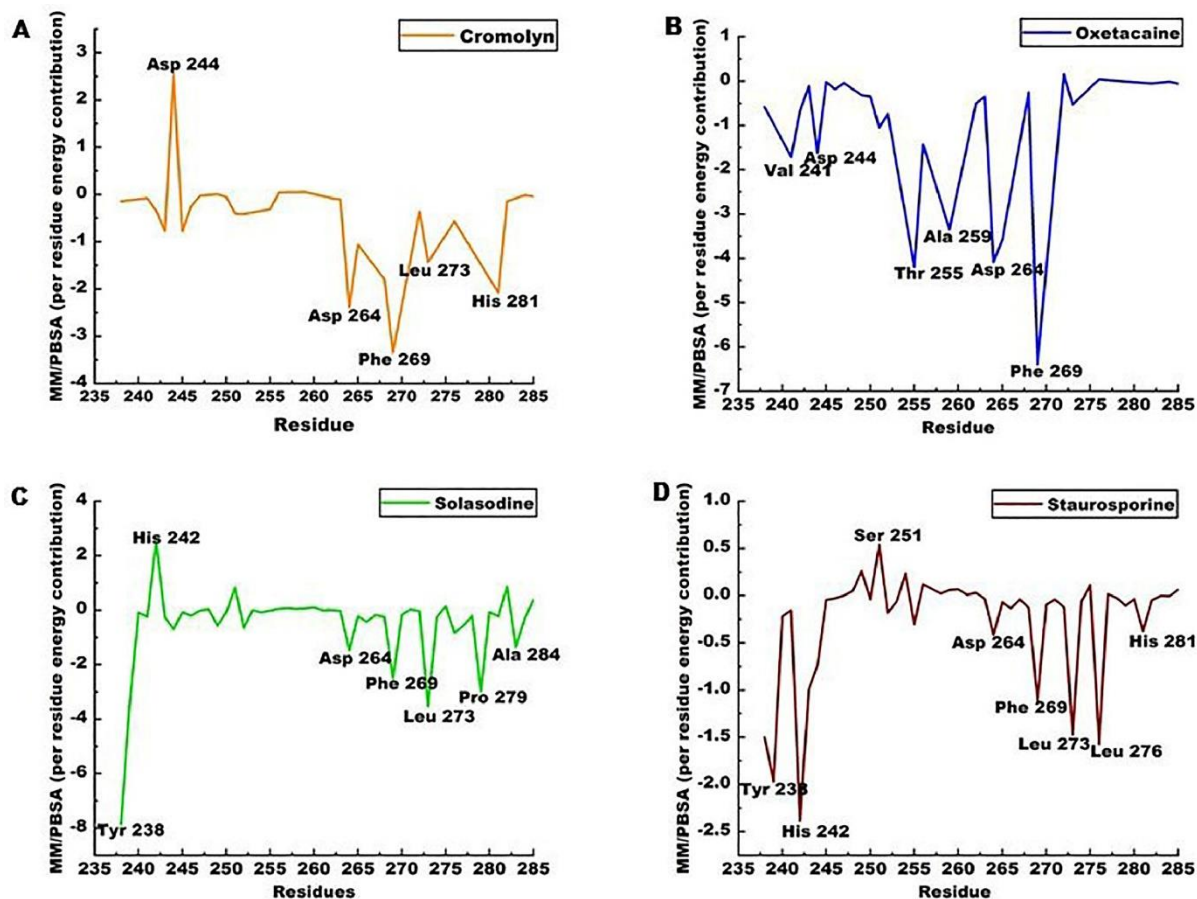 A
Cromolyn
MM/PBSA (per residue energy contribution)
3
2
1
0
-1
-2
-3
-4
Asp 244
Asp 264
Phe 269
Leu 273
His 281
235 240 245 250 255 260 265 270 275 280 285
Residue
B
Oxetacaine
MM/PBSA (per residue energy contribution)
0
-1
-2
-3
-4
-5
-6
-7
Val 241
Asp 244
Thr 255
Ala 259
Asp 264
Phe 269
235 240 245 250 255 260 265 270 275 280 285
Residue
C
Solasodine
MM/PBSA (per residue energy contribution)
4
2
0
-2
-4
-6
-8
Tyr 238
His 242
Asp 264
Phe 269
Leu 273
Pro 279
Ala 284
235 240 245 250 255 260 265 270 275 280 285
Residues
D
Staurosporine
MM/PBSA (per residue energy contribution)
1.0
0.5
0.0
-0.5
-1.0
-1.5
-2.0
-2.5
Tyr 238
His 242
Ser 251
Asp 264
Phe 269
Leu 273
Leu 276
His 281
235 240 245 250 255 260 265 270 275 280 285
Residue